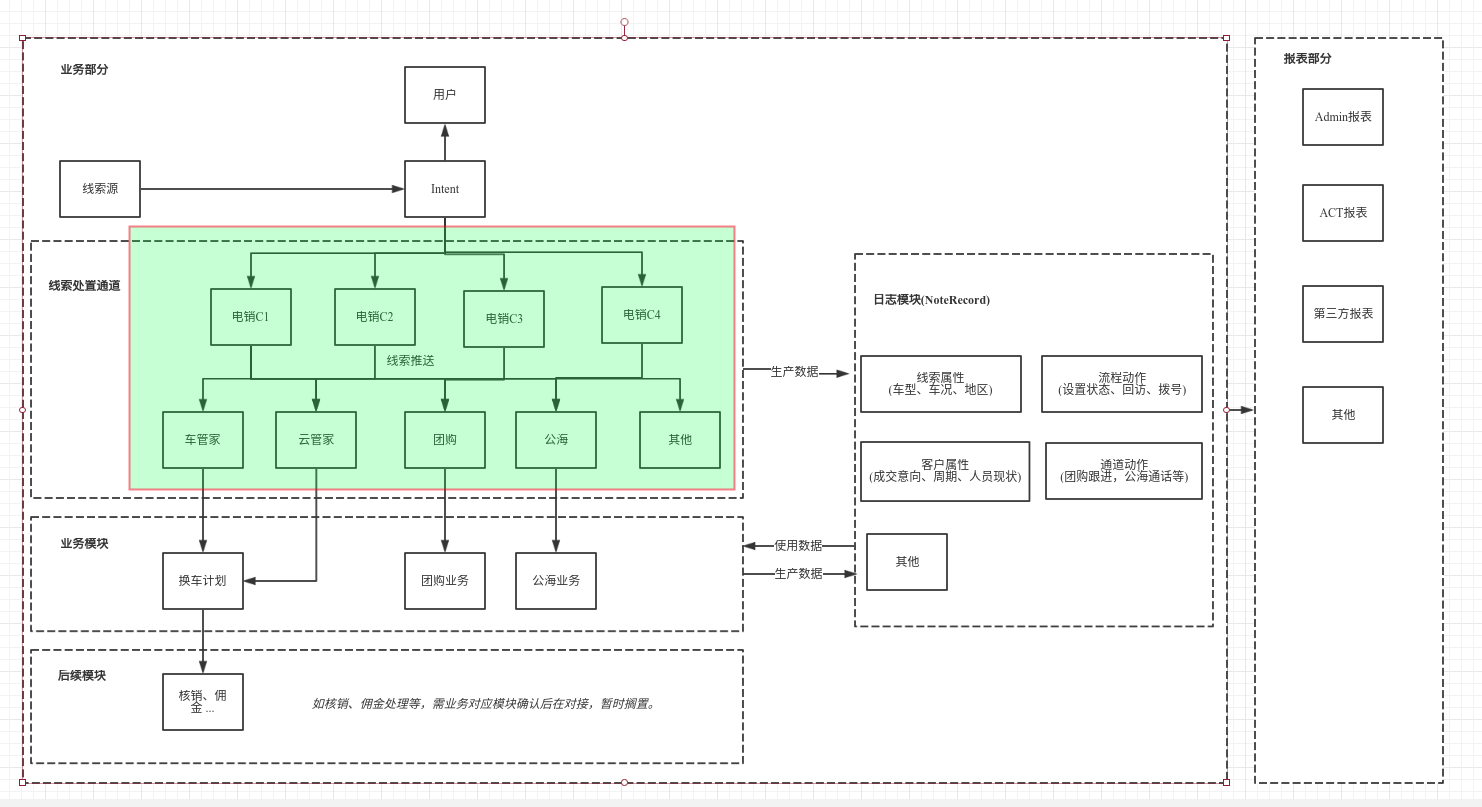 业务部分
用户
线索源
Intent
线索处置通道
电销C1
电销C2
电销C3
电销C4
线索推送
车管家
云管家
团购
公海
其他
生产数据
业务模块
换车计划
团购业务
公海业务
使用数据
生产数据
后续模块
核销、佣
金 ...
如核销、佣金处理等，需业务对应模块确认后在对接，暂时搁置。
日志模块(NoteRecord)
线索属性
(车型、车况、地区)
流程动作
(设置状态、回访、拨号)
客户属性
(成交意向、周期、人员现状)
通道动作
(团购跟进，公海通话等)
其他
报表部分
Admin报表
ACT报表
第三方报表
其他